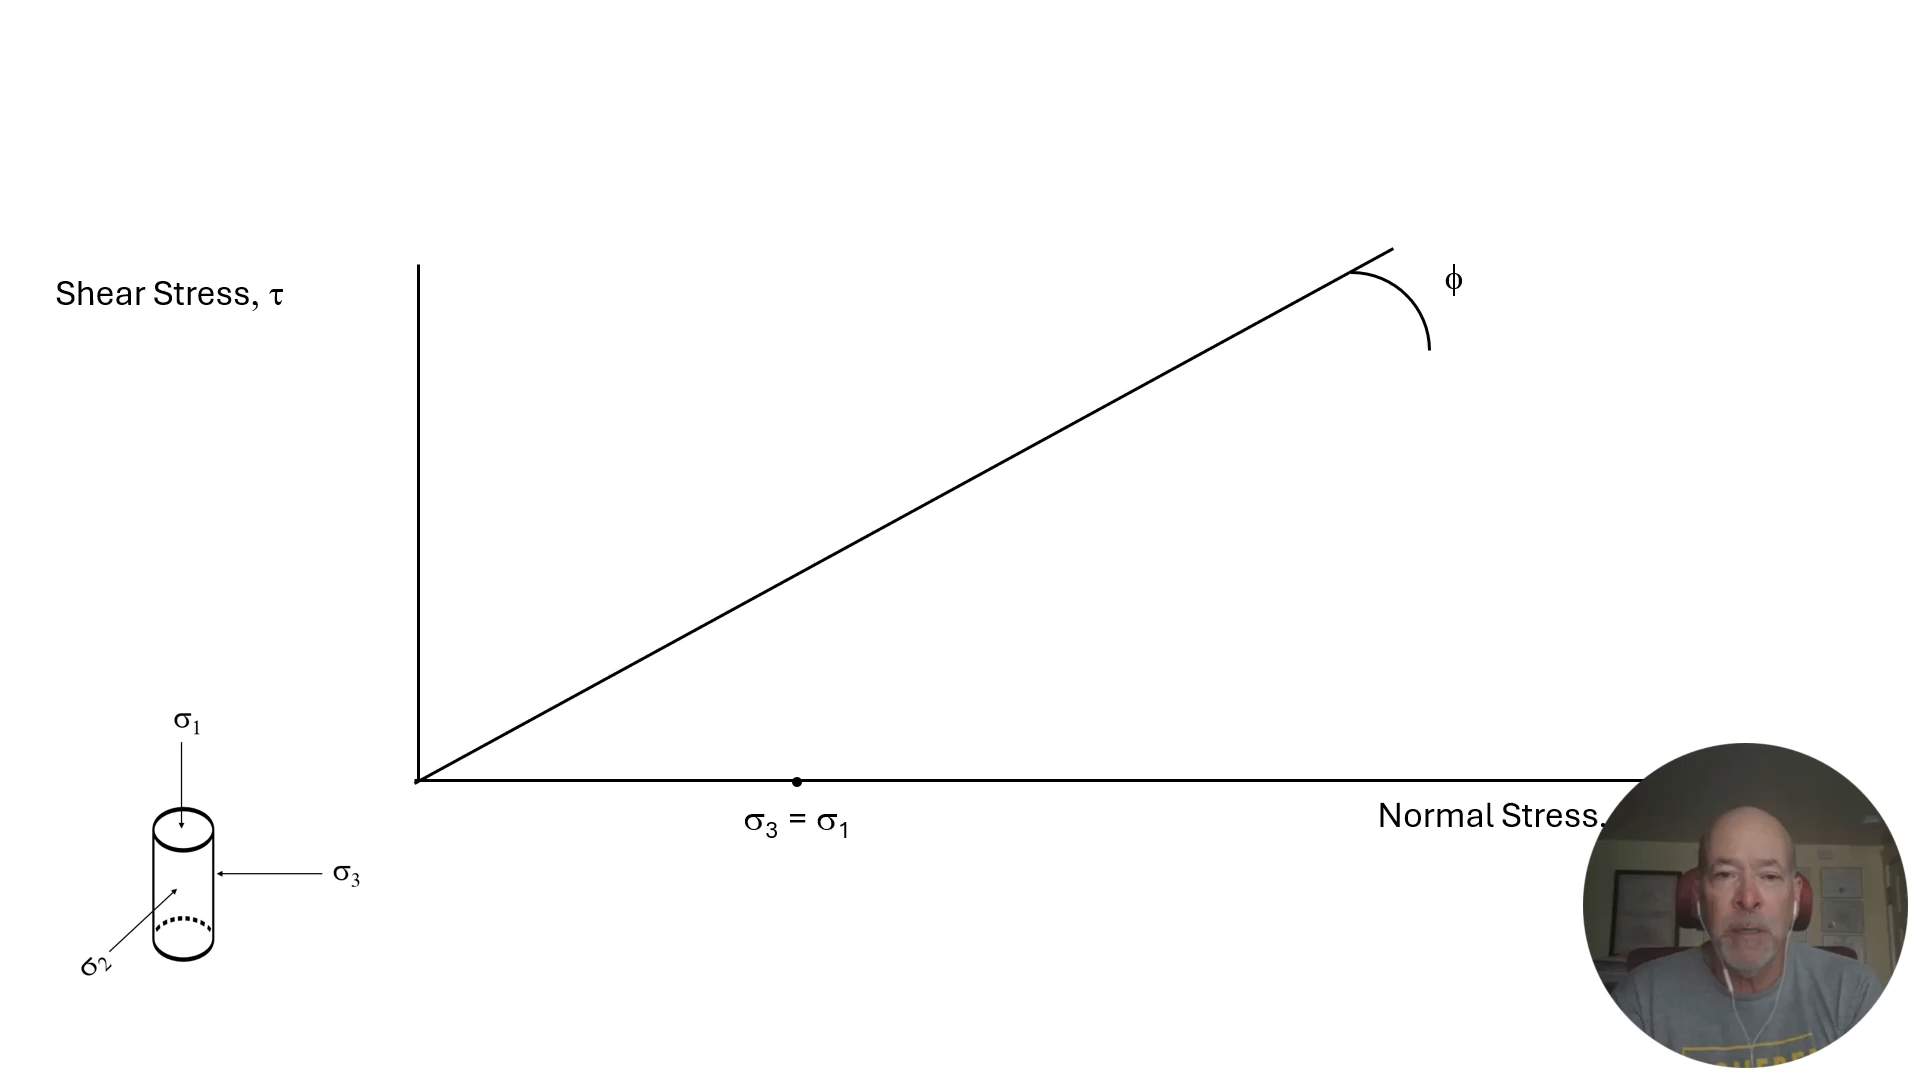 Shear Stress, τ
ϕ
σ1
σ3 = σ1
Normal Stress.
σ3
σ2